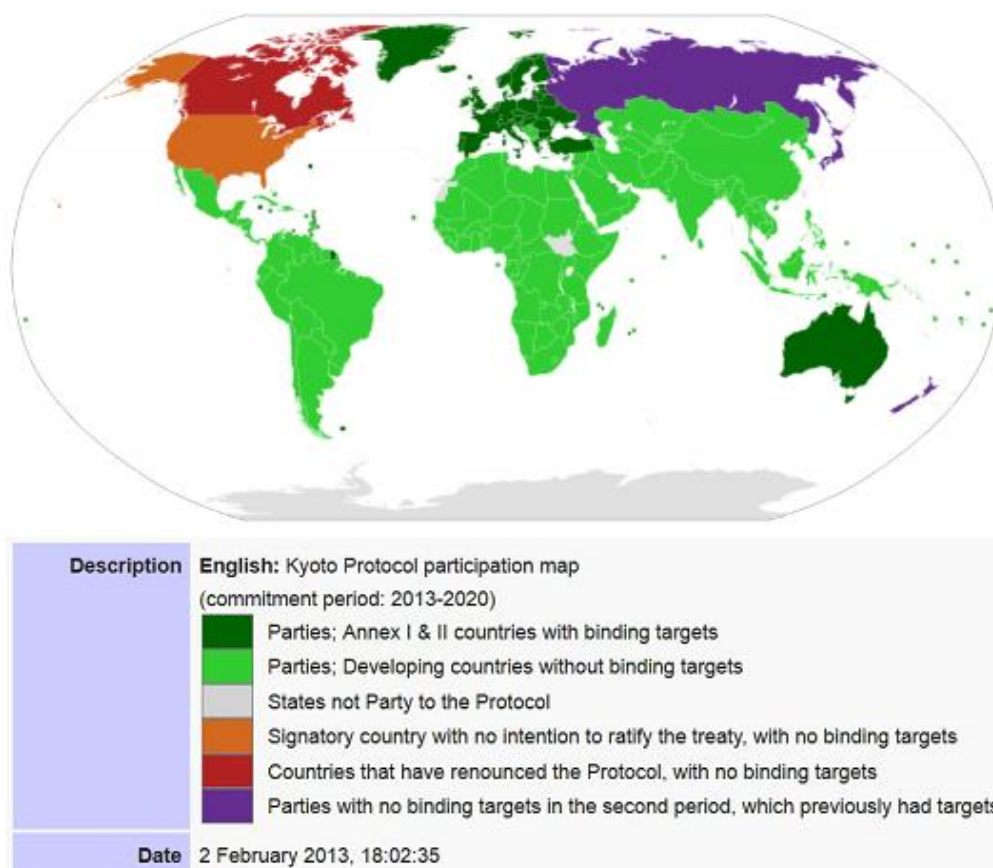 Description
English: Kyoto Protocol participation map
(commitment period: 2013-2020)
Parties; Annex I & II countries with binding targets
Parties; Developing countries without binding targets
States not Party to the Protocol
Signatory country with no intention to ratify the treaty, with no binding targets
Countries that have renounced the Protocol, with no binding targets
Parties with no binding targets in the second period, which previously had targets
Date 2 February 2013, 18:02:35